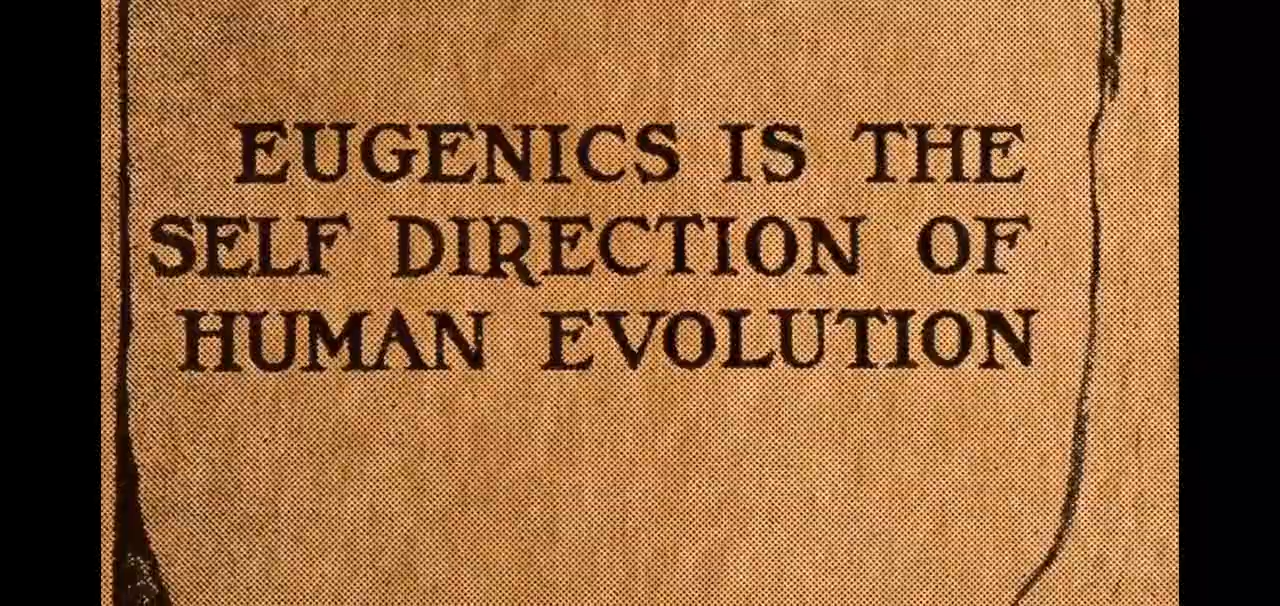 EUGENICS IS THE
SELF DIRECTION OF
HUMAN EVOLUTION